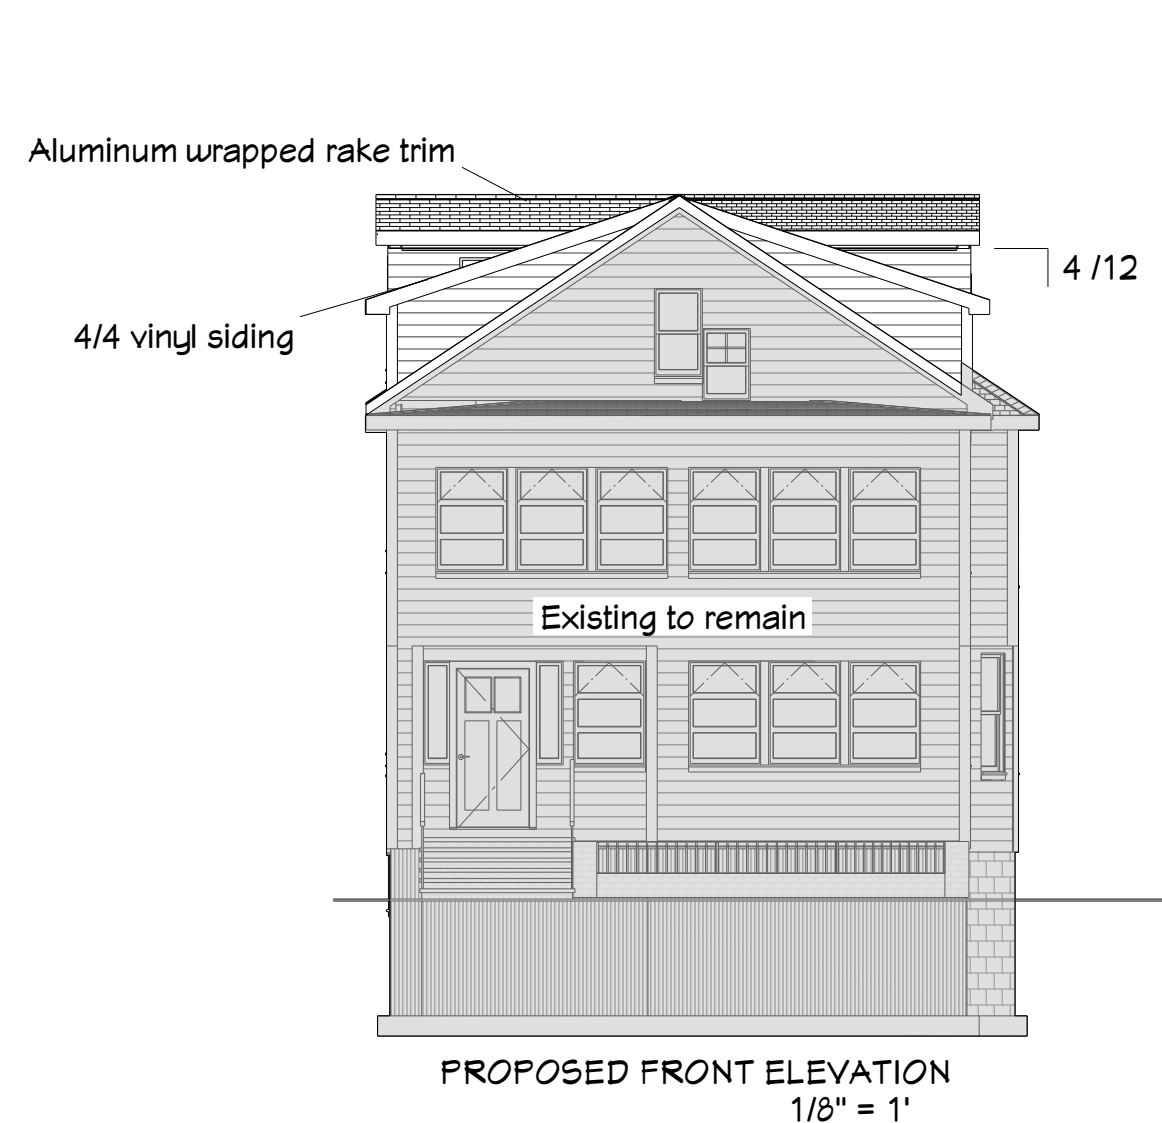 Aluminum wrapped rake trim
4 /12
4/4 vinyl siding
Existing to remain
PROPOSED FRONT ELEVATION
1/8" = 1'